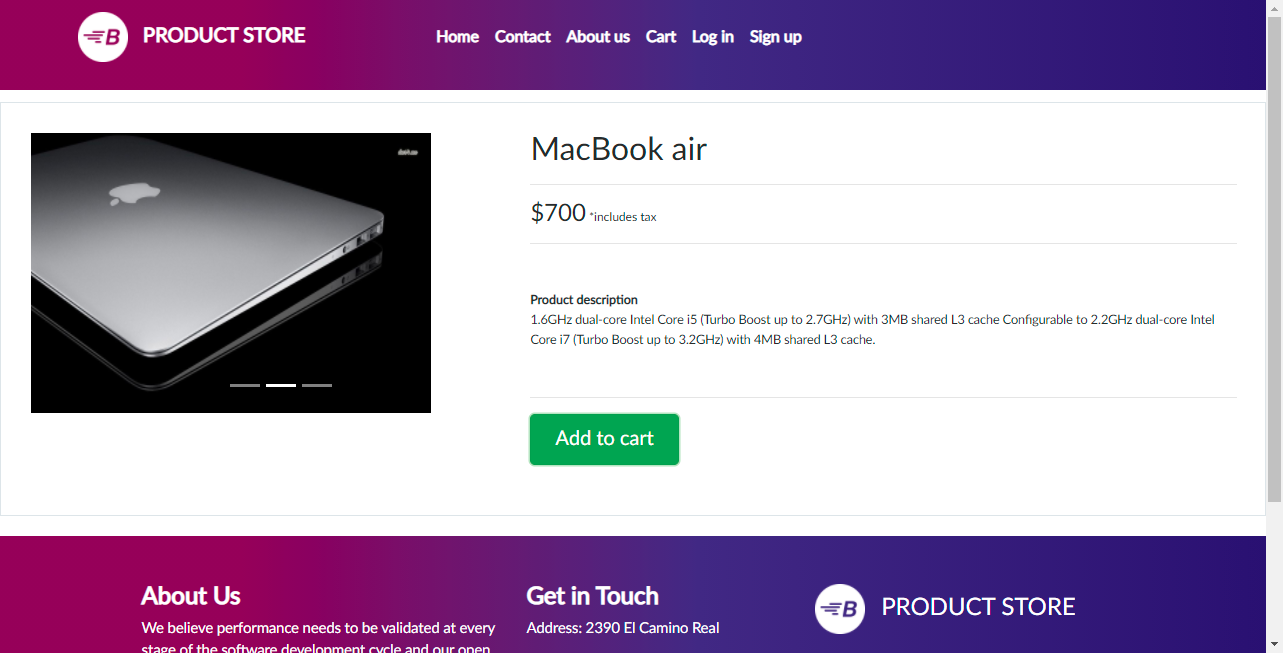 B PRODUCT STORE
Home Contact About us Cart Log in Sign up
MacBook air
$700 *includes tax
Product description
1.6GHz dual-core Intel Core i5 (Turbo Boost up to 2.7GHz) with 3MB shared L3 cache Configurable to 2.2GHz dual-core Intel
Core i7 (Turbo Boost up to 3.2GHz) with 4MB shared L3 cache.
Add to cart
About Us
We believe performance needs to be validated at every
stage of the software development cycle and our open
Get in Touch
Address: 2390 El Camino Real
B PRODUCT STORE